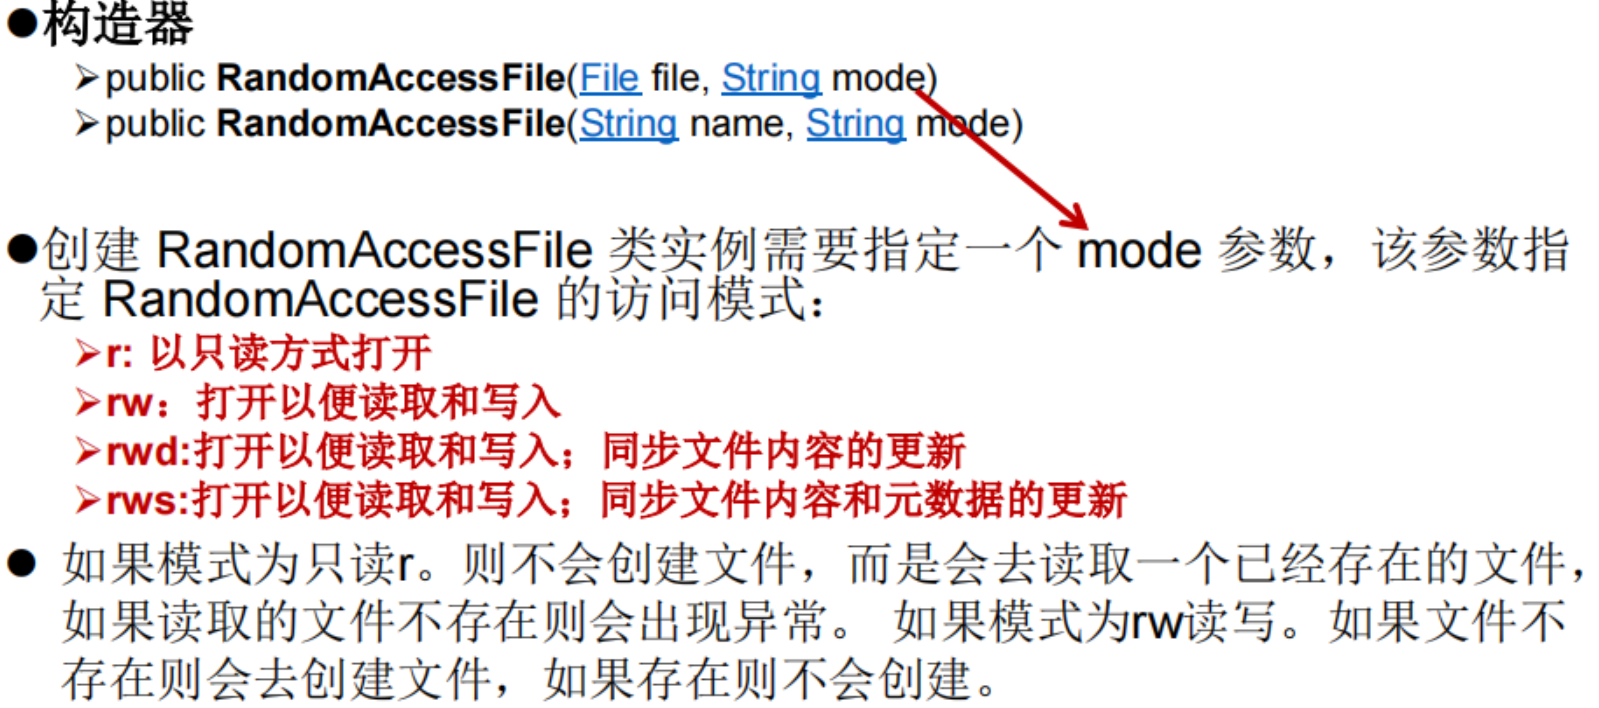 ●构造器
➢public RandomAccessFile(File file, String mode)
➢public RandomAccessFile(String name, String mode)
●创建 RandomAccessFile 类实例需要指定一个 mode 参数，该参数指
定 RandomAccessFile 的访问模式：
➢r: 以只读方式打开
➢rw：打开以便读取和写入
➢rwd:打开以便读取和写入；同步文件内容的更新
➢rws:打开以便读取和写入；同步文件内容和元数据的更新
● 如果模式为只读r。则不会创建文件，而是会去读取一个已经存在的文件，
如果读取的文件不存在则会出现异常。 如果模式为rw读写。如果文件不
存在则会去创建文件，如果存在则不会创建。